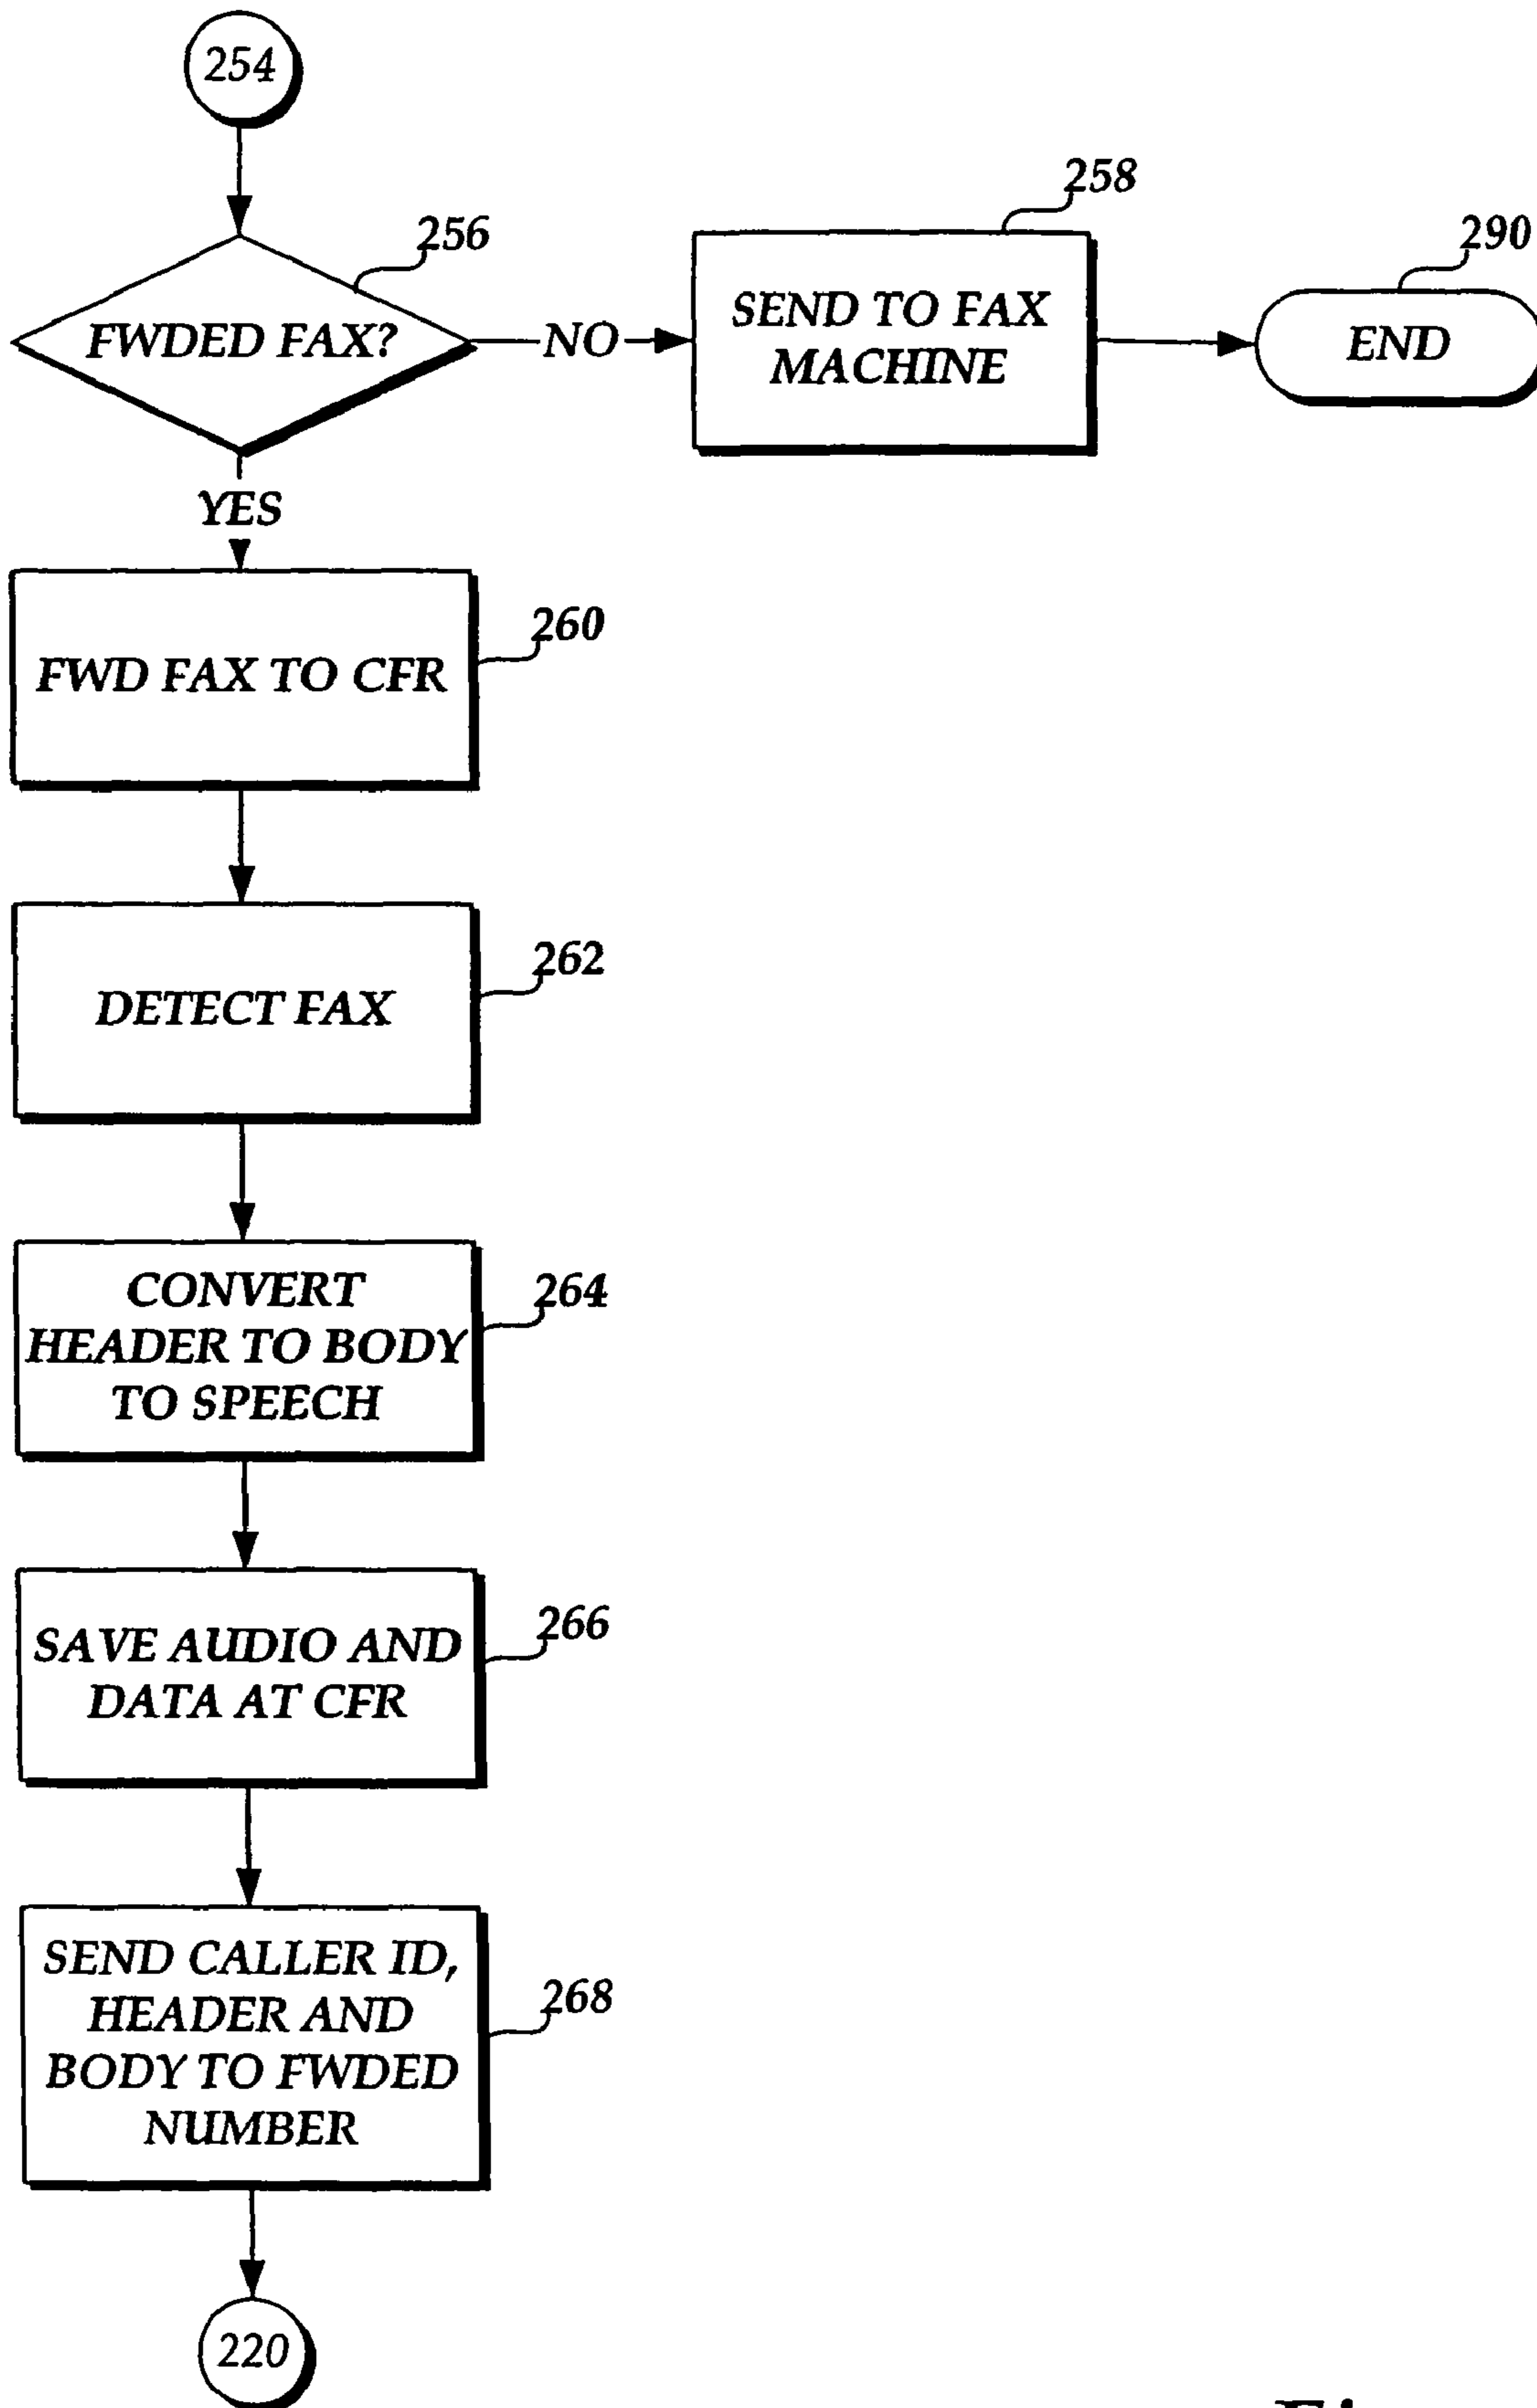 254
256
FWDED FAX?
NO
258
SEND TO FAX
MACHINE
290
END
YES
260
FWD FAX TO CFR
262
DETECT FAX
264
CONVERT
HEADER TO BODY
TO SPEECH
266
SAVE AUDIO AND
DATA AT CFR
268
SEND CALLER ID,
HEADER AND
BODY TO FWDED
NUMBER
220